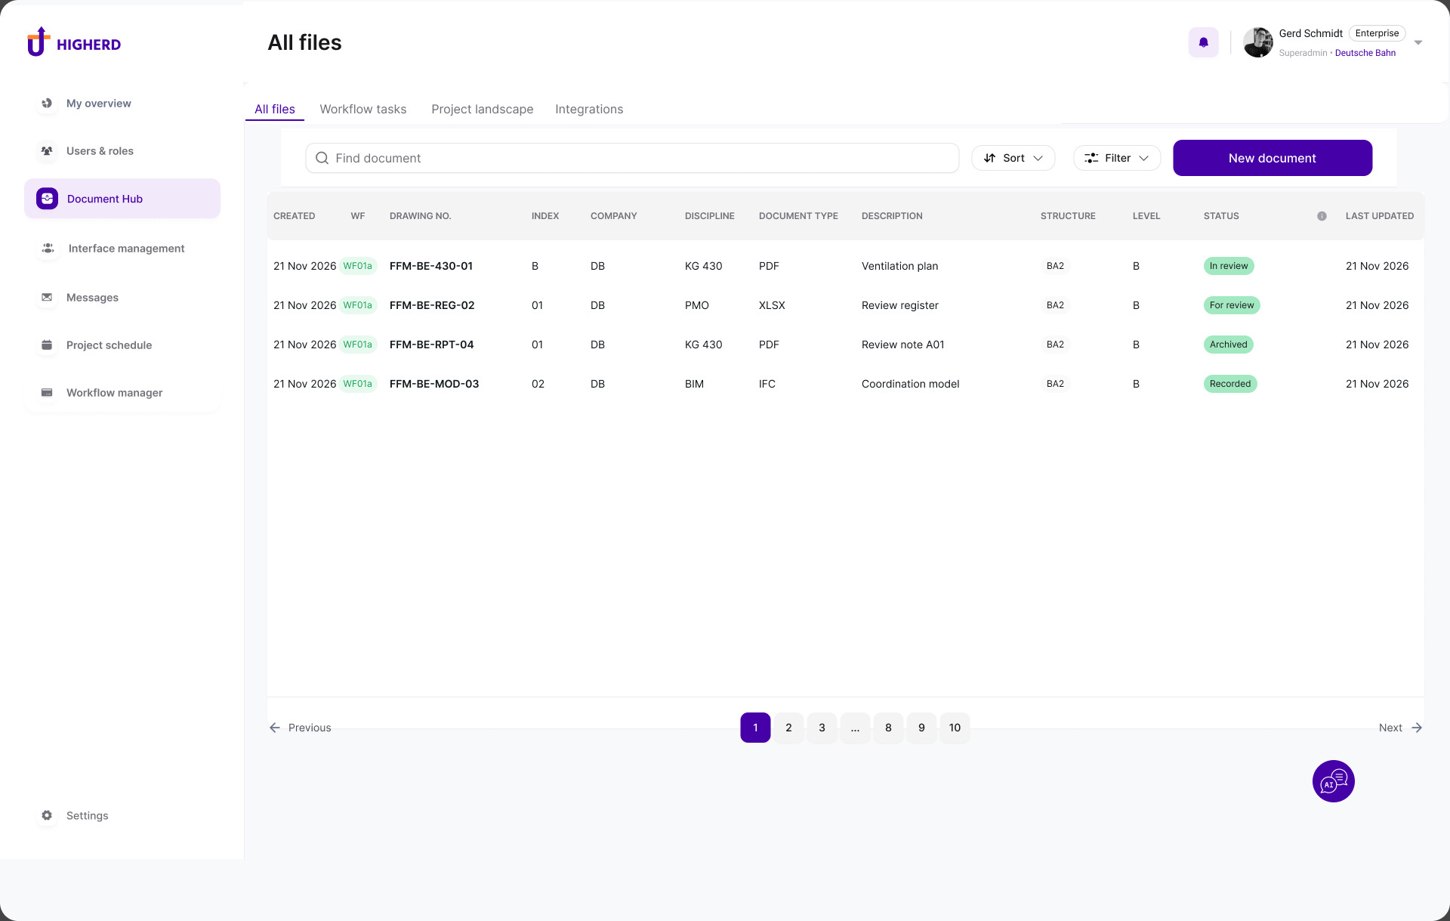 HIGHERD
All files
Gerd Schmidt Enterprise
Superadmin • Deutsche Bahn
My overview
Users & roles
Document Hub
Interface management
Messages
Project schedule
Workflow manager
Settings
All files Workflow tasks Project landscape Integrations
Find document Sort Filter New document
CREATED WF DRAWING NO. INDEX COMPANY DISCIPLINE DOCUMENT TYPE DESCRIPTION STRUCTURE LEVEL STATUS LAST UPDATED
21 Nov 2026 WF01a FFM-BE-430-01 B DB KG 430 PDF Ventilation plan BA2 B In review 21 Nov 2026
21 Nov 2026 WF01a FFM-BE-REG-02 01 DB PMO XLSX Review register BA2 B For review 21 Nov 2026
21 Nov 2026 WF01a FFM-BE-RPT-04 01 DB KG 430 PDF Review note A01 BA2 B Archived 21 Nov 2026
21 Nov 2026 WF01a FFM-BE-MOD-03 02 DB BIM IFC Coordination model BA2 B Recorded 21 Nov 2026
Previous 1 2 3 ... 8 9 10 Next
AI